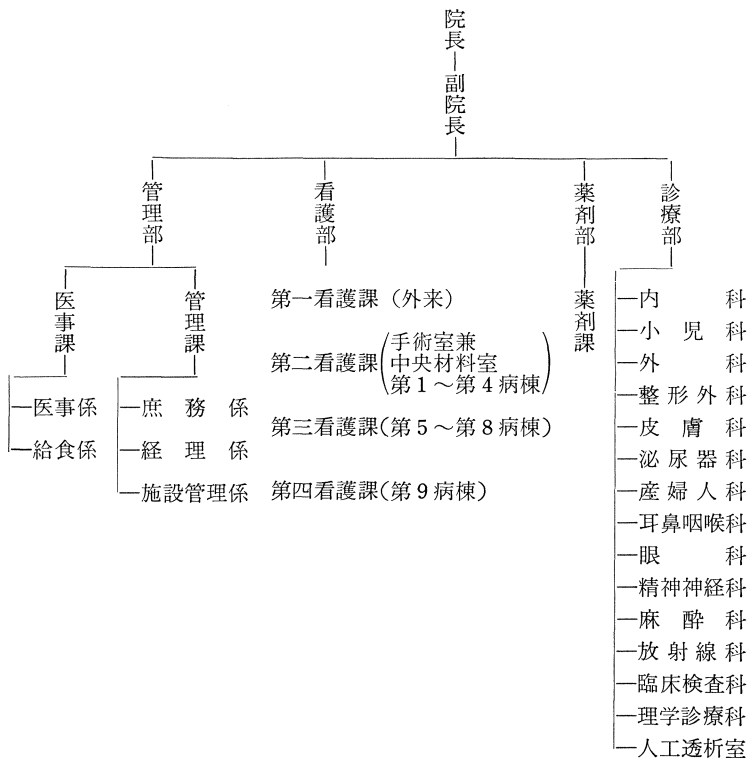 院長
副院長
診療部
内科
小児科
外科
整形外科
皮膚科
泌尿器科
産婦人科
耳鼻咽喉科
眼科
精神神経科
麻酔科
放射線科
臨床検査科
理学診療科
人工透析室
薬剤部
薬剤課
看護部
第一看護課(外来)
第二看護課(手術室兼
中央材料室
第1～第4病棟)
第三看護課(第5～第8病棟)
第四看護課(第9病棟)
管理部
管理課
庶務係
経理係
施設管理係
医事課
医事係
給食係